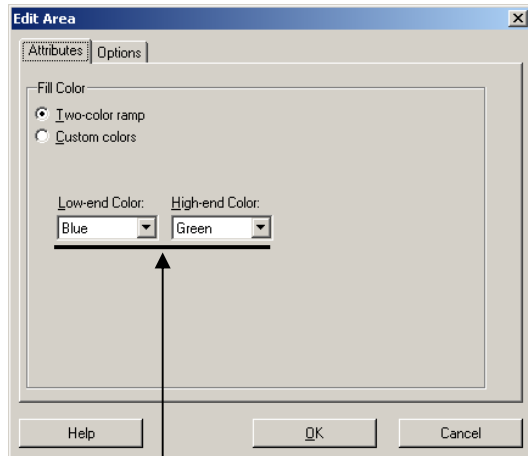 Edit Area
Attributes Options
Fill Color
Two-color ramp
Custom colors
Low-end Color: High-end Color:
Blue Green
Help OK Cancel